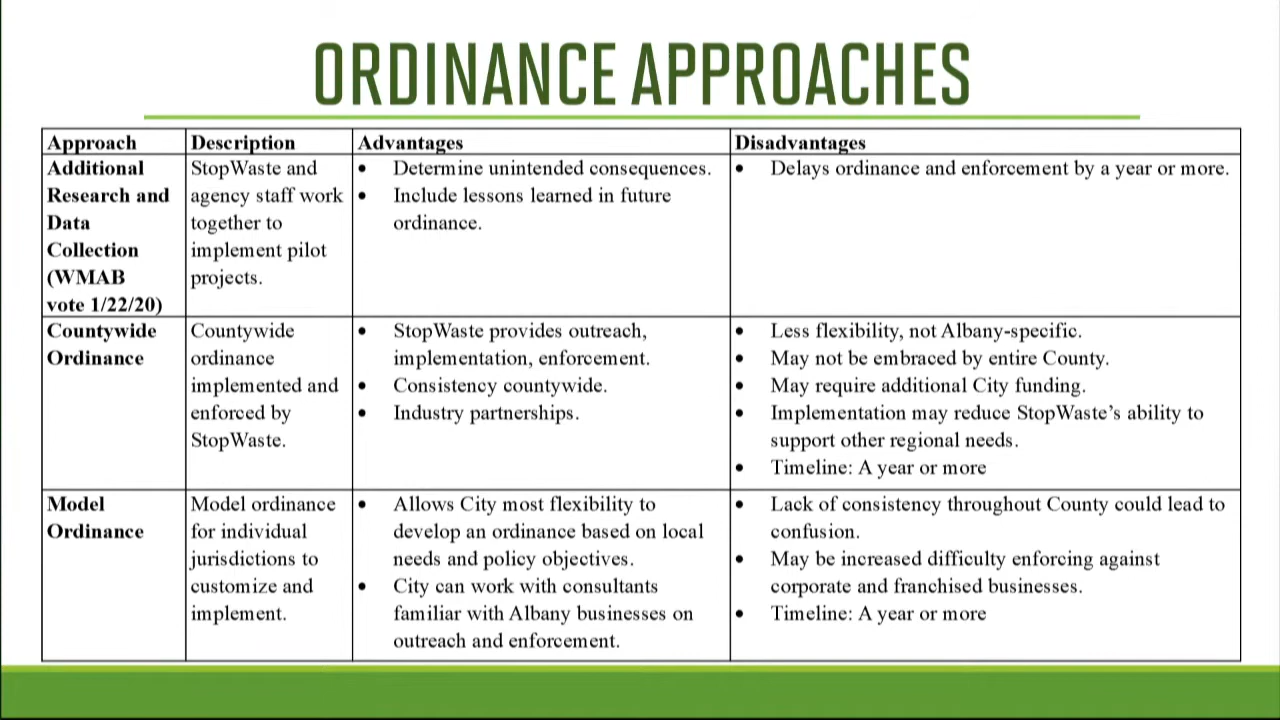 ORDINANCE APPROACHES
Approach
Description
Advantages
Disadvantages
Additional
Research and
Data
Collection
(WMAB
vote 1/22/20)
StopWaste and
agency staff work
together to
implement pilot
projects.
• Determine unintended consequences.
• Include lessons learned in future
ordinance.
• Delays ordinance and enforcement by a year or more.
Countywide
Ordinance
Countywide
ordinance
implemented and
enforced by
StopWaste.
• StopWaste provides outreach,
implementation, enforcement.
• Consistency countywide.
• Industry partnerships.
• Less flexibility, not Albany-specific.
• May not be embraced by entire County.
• May require additional City funding.
• Implementation may reduce StopWaste's ability to
support other regional needs.
• Timeline: A year or more
Model
Ordinance
Model ordinance
for individual
jurisdictions to
customize and
implement.
• Allows City most flexibility to
develop an ordinance based on local
needs and policy objectives.
• City can work with consultants
familiar with Albany businesses on
outreach and enforcement.
• Lack of consistency throughout County could lead to
confusion.
• May be increased difficulty enforcing against
corporate and franchised businesses.
• Timeline: A year or more